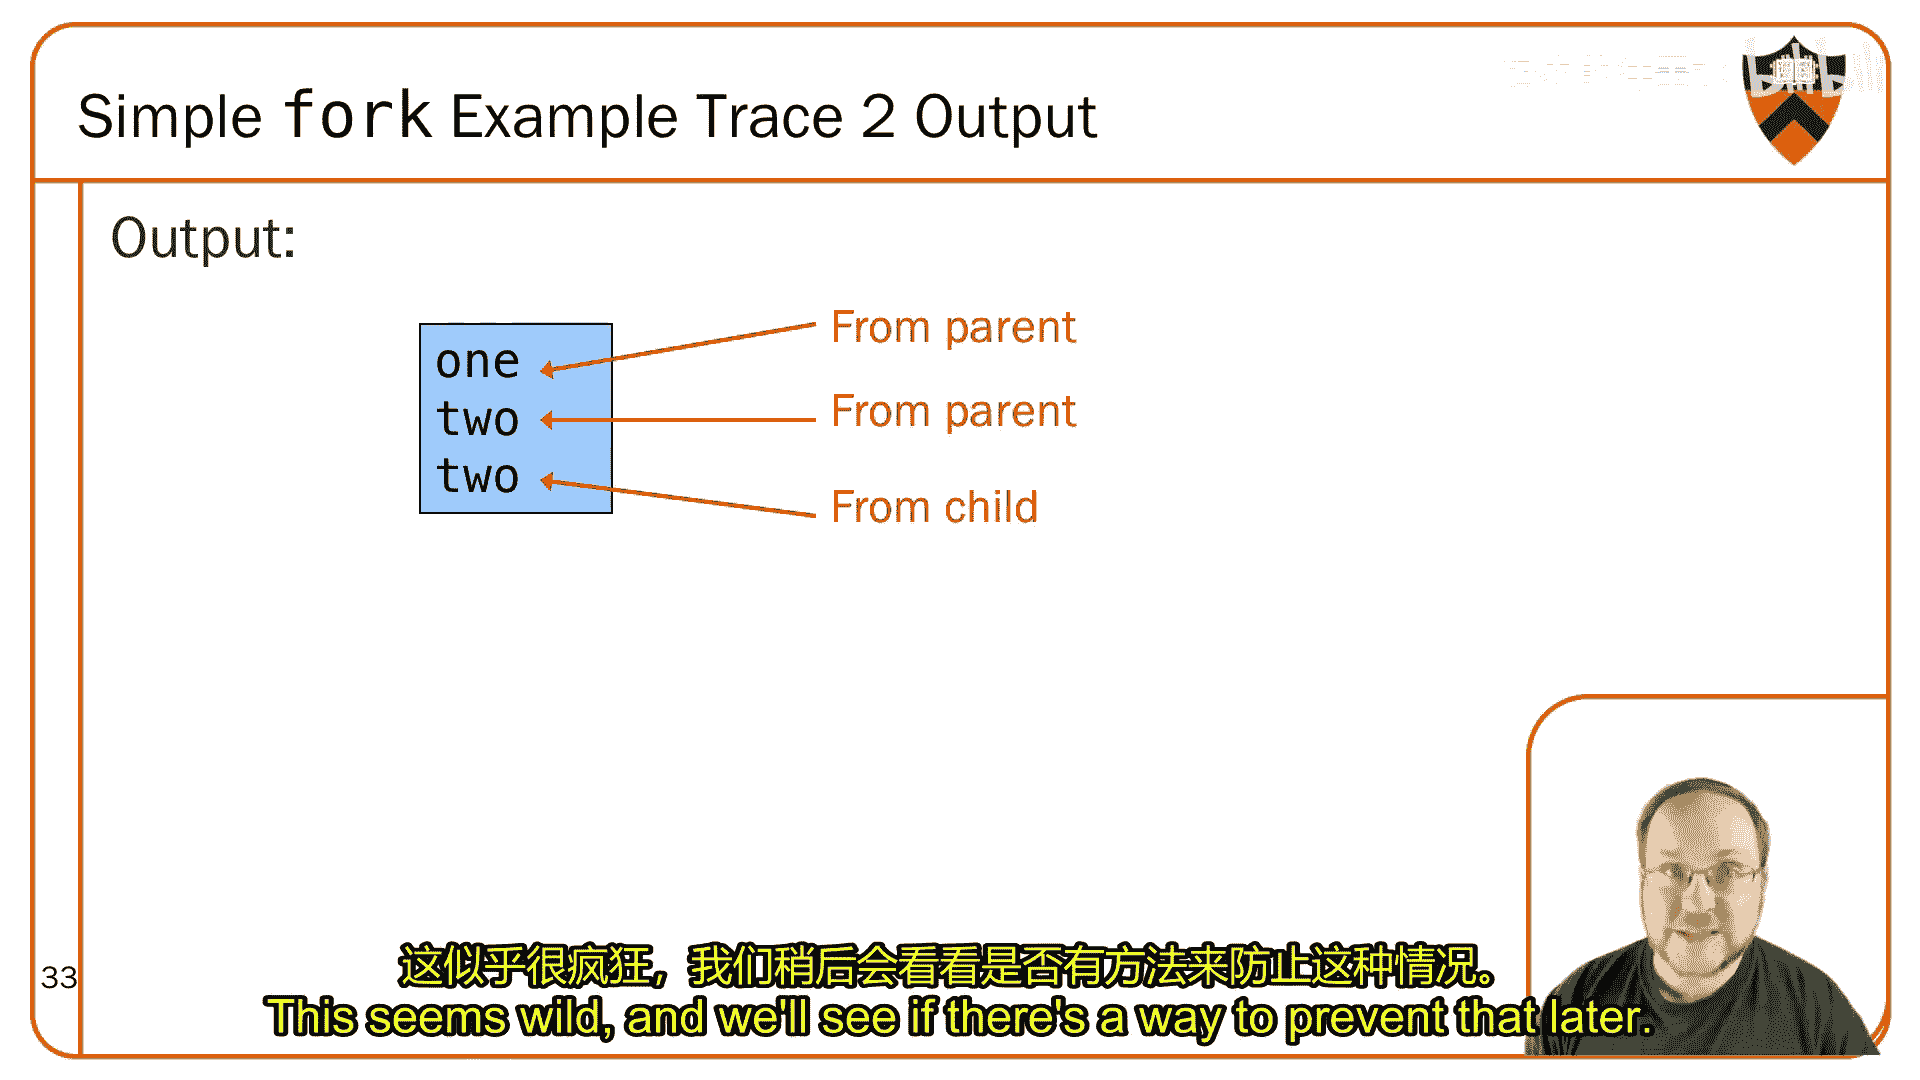 Simple fork Example Trace 2 Output
Output:
one
two
two
From parent
From parent
From child
33
这似乎很疯狂，我们稍后会看看是否有方法来防止这种情况。
This seems wild, and we'll see if there's a way to prevent that later.